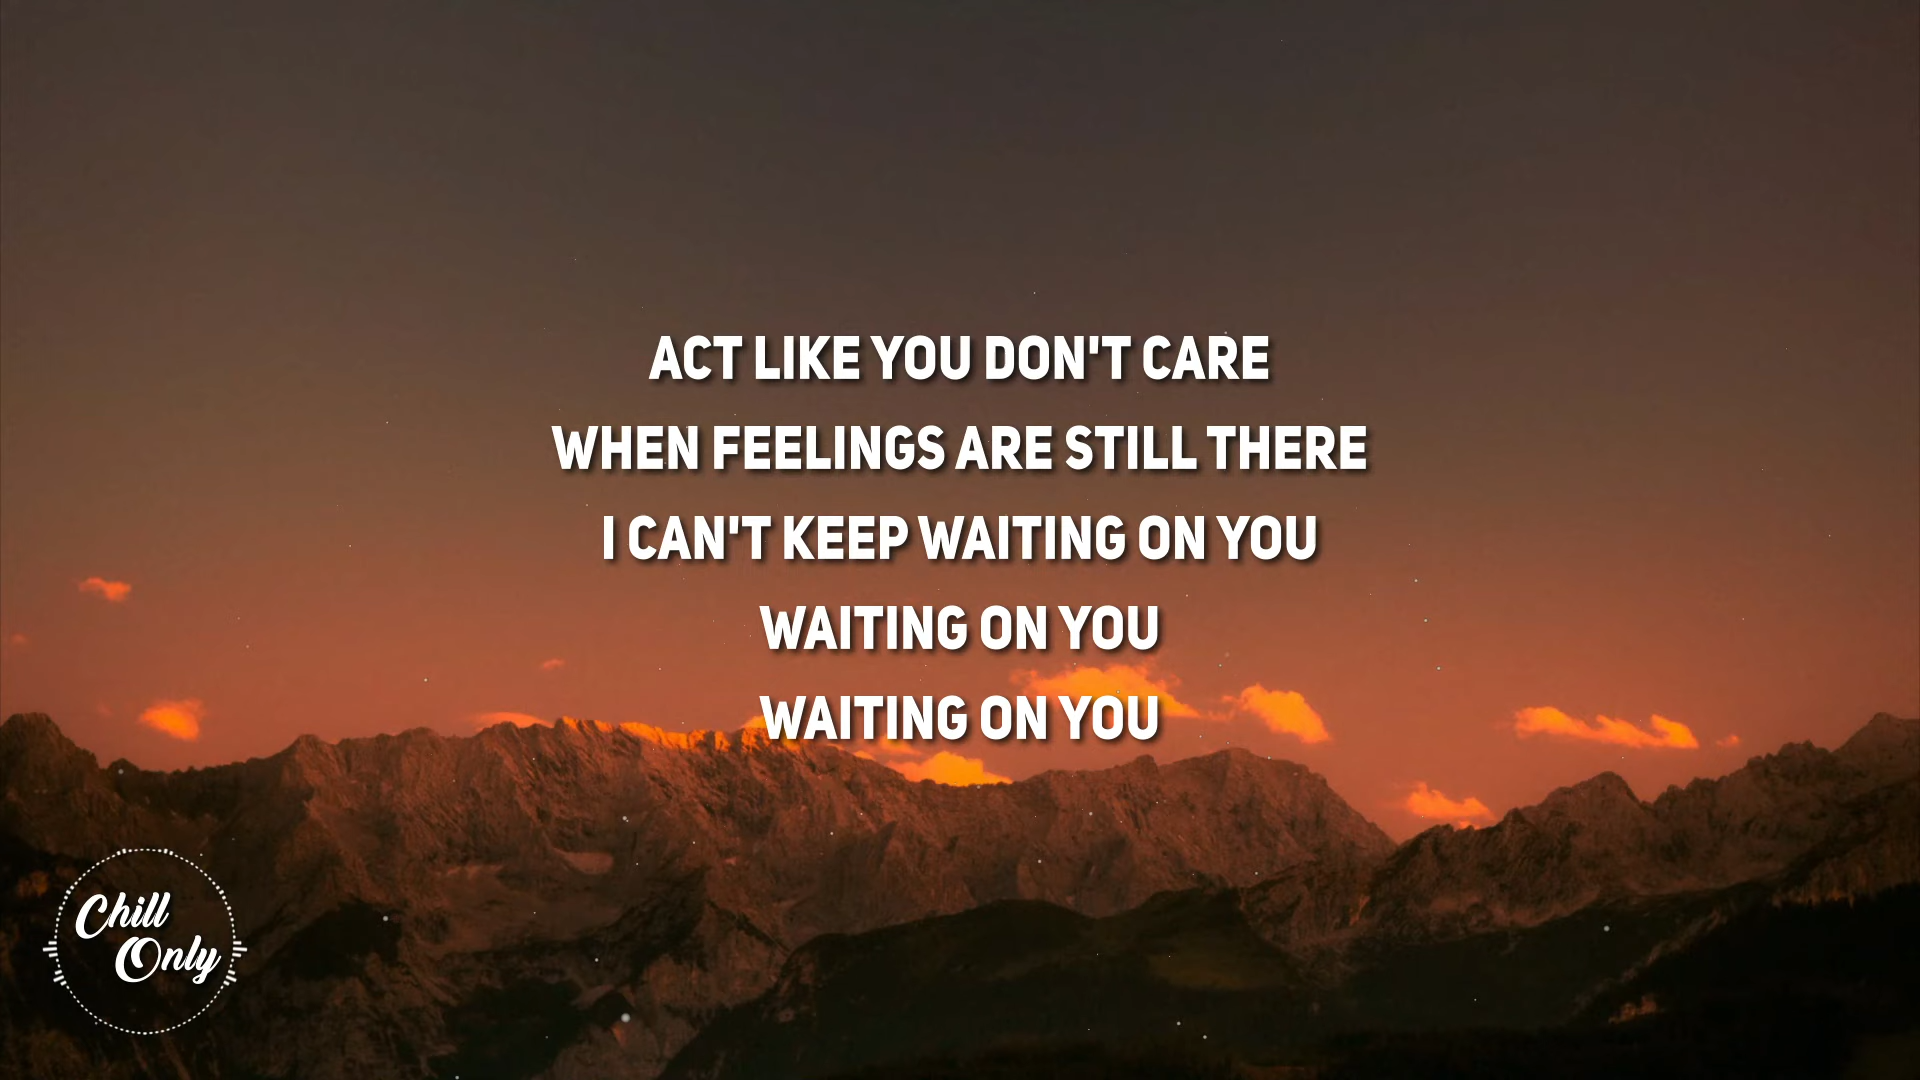 ACT LIKE YOU DON'T CARE
WHEN FEELINGS ARE STILL THERE
I CAN'T KEEP WAITING ON YOU
WAITING ON YOU
WAITING ON YOU
Chill
Only